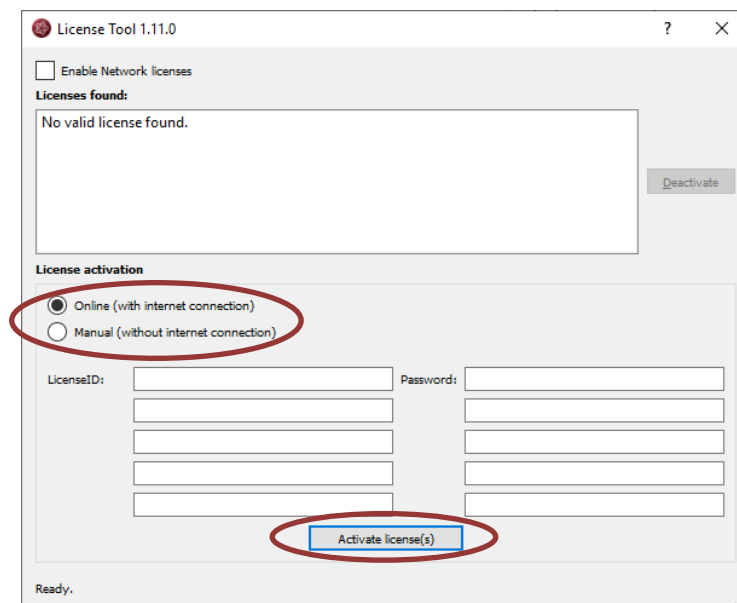 License Tool 1.11.0
?
Enable Network licenses
Licenses found:
No valid license found.
Deactivate
License activation
Online (with internet connection)
Manual (without internet connection)
LicenseID:
Password:
Activate license(s)
Ready.